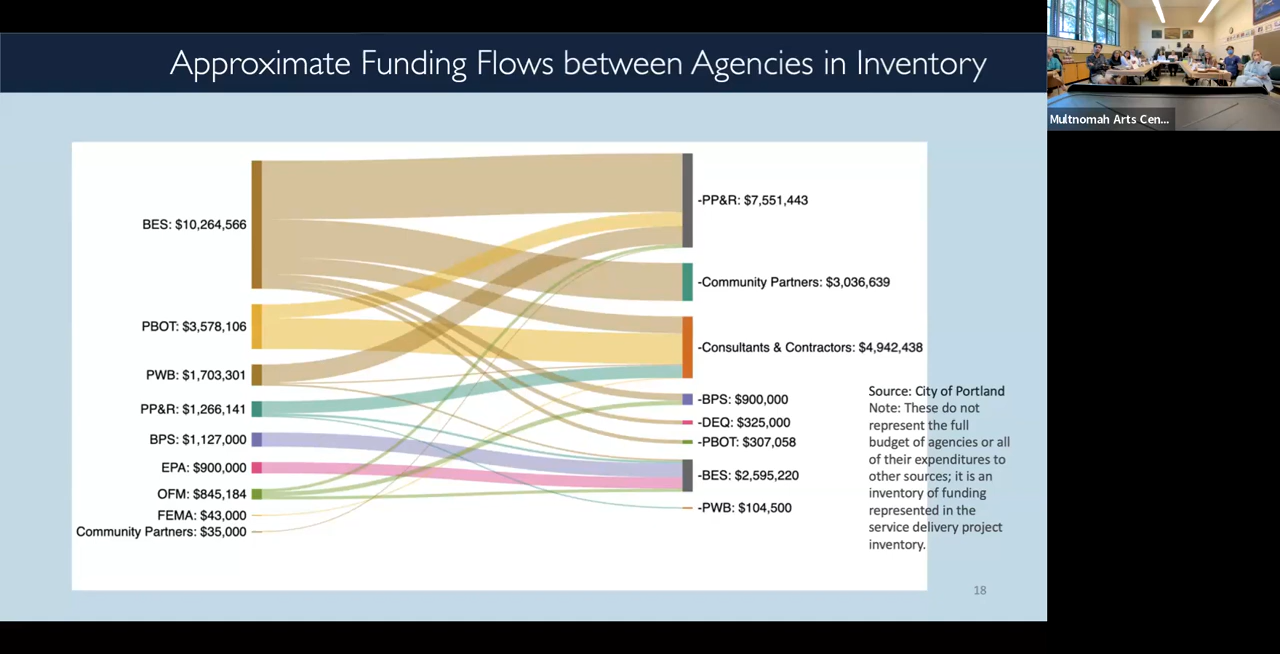 Approximate Funding Flows between Agencies in Inventory
Multnomah Arts Cen...
BES: $10,264,566
PBOT: $3,578,106
PWB: $1,703,301
PP&R: $1,266,141
BPS: $1,127,000
EPA: $900,000
OFM: $845,184
FEMA: $43,000
Community Partners: $35,000
-PP&R: $7,551,443
-Community Partners: $3,036,639
-Consultants & Contractors: $4,942,438
-BPS: $900,000
-DEQ: $325,000
-PBOT: $307,058
-BES: $2,595,220
-PWB: $104,500
Source: City of Portland
Note: These do not
represent the full
budget of agencies or all
of their expenditures to
other sources; it is an
inventory of funding
represented in the
service delivery project
inventory.
18